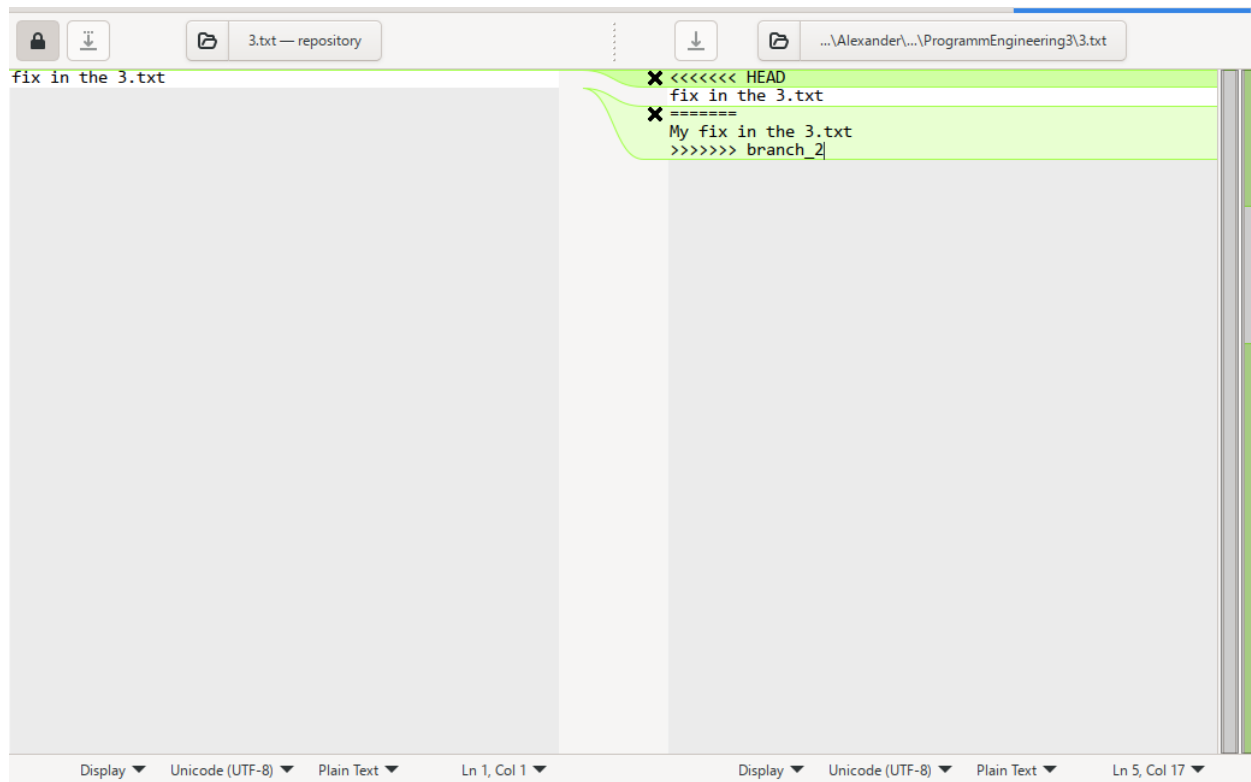 3.txt — repository
...\Alexander\...\ProgrammEngineering3\3.txt
fix in the 3.txt
<<<<<<< HEAD
fix in the 3.txt
=======
My fix in the 3.txt
>>>>>>> branch_2
Display Unicode (UTF-8) Plain Text Ln 1, Col 1
Display Unicode (UTF-8) Plain Text Ln 5, Col 17